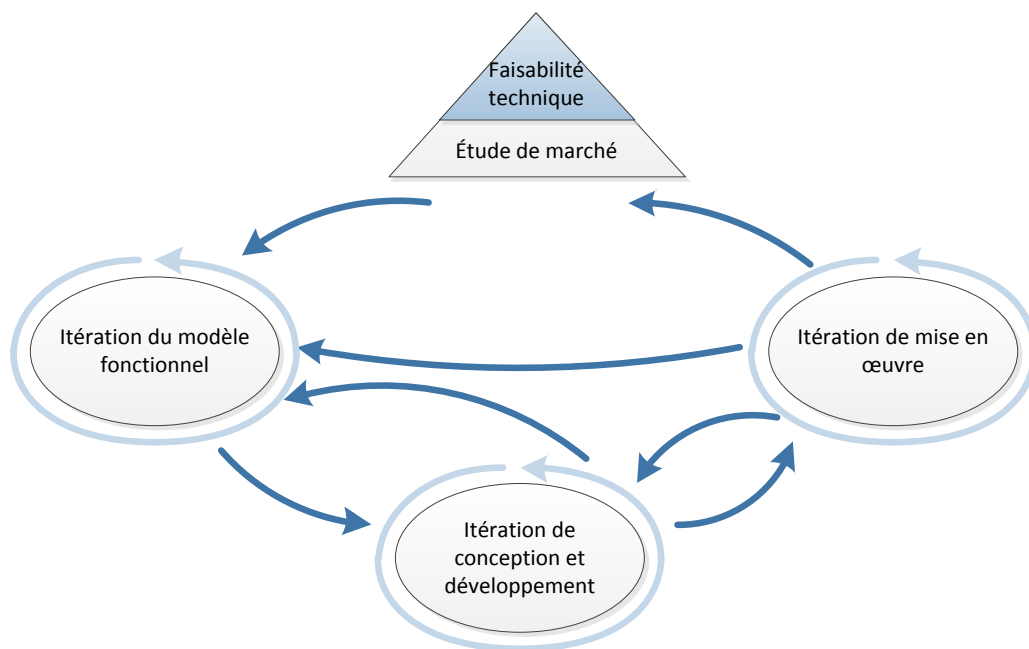 Faisabilité
technique
Étude de marché
Itération du modèle
fonctionnel
Itération de mise en
œuvre
Itération de
conception et
développement